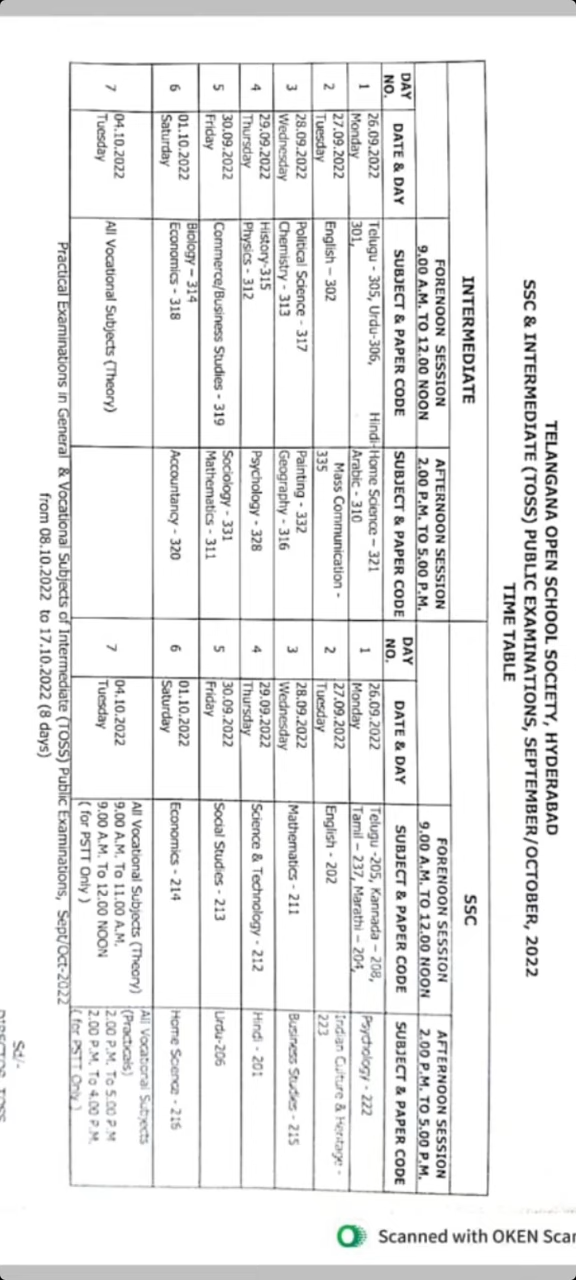 TELANGANA OPEN SCHOOL SOCIETY, HYDERABAD
SSC & INTERMEDIATE (TOSS) PUBLIC EXAMINATIONS, SEPTEMBER/OCTOBER, 2022
TIME TABLE
INTERMEDIATE
FORENOON SESSION
9.00 A.M. TO 12.00 NOON
AFTERNOON SESSION
2.00 P.M. TO 5.00 P.M.
DAY
NO.
DATE & DAY
SUBJECT & PAPER CODE
SUBJECT & PAPER CODE
1
26.09.2022
Monday
Telugu - 305, Urdu-306, Hindi-
301,
Home Science – 321
Arabic - 310
2
27.09.2022
Tuesday
English – 302
Mass Communication -
335
3
28.09.2022
Wednesday
Political Science - 317
Chemistry - 313
Painting - 332
Geography - 316
4
29.09.2022
Thursday
History-315
Physics - 312
Psychology - 328
5
30.09.2022
Friday
Commerce/Business Studies - 319
Sociology - 331
Mathematics - 311
6
01.10.2022
Saturday
Biology – 314
Economics - 318
Accountancy - 320
7
04.10.2022
Tuesday
All Vocational Subjects (Theory)
SSC
FORENOON SESSION
9.00 A.M. TO 12.00 NOON
AFTERNOON SESSION
2.00 P.M. TO 5.00 P.M.
DAY
NO.
DATE & DAY
SUBJECT & PAPER CODE
SUBJECT & PAPER CODE
1
26.09.2022
Monday
Telugu -205, Kannada – 208,
Tamil – 237, Marathi – 204,
Psychology - 222
2
27.09.2022
Tuesday
English - 202
Indian Culture & Heritage -
223
3
28.09.2022
Wednesday
Mathematics - 211
Business Studies - 215
4
29.09.2022
Thursday
Science & Technology - 212
Hindi - 201
5
30.09.2022
Friday
Social Studies - 213
Urdu-206
6
01.10.2022
Saturday
Economics - 214
Home Science - 216
7
04.10.2022
Tuesday
All Vocational Subjects (Theory)
9.00 A.M. To 11.00 A.M.
9.00 A.M. To 12.00 NOON
( for PSTT Only )
All Vocational Subjects
(Practicals)
2.00 P.M. To 5.00 P.M
2.00 P.M. To 4.00 P.M.
( for PSTT Only )
Practical Examinations in General & Vocational Subjects of Intermediate (TOSS) Public Examinations, Sept/Oct-2022
from 08.10.2022 to 17.10.2022 (8 days)
Sd/-
Scanned with OKEN Scan